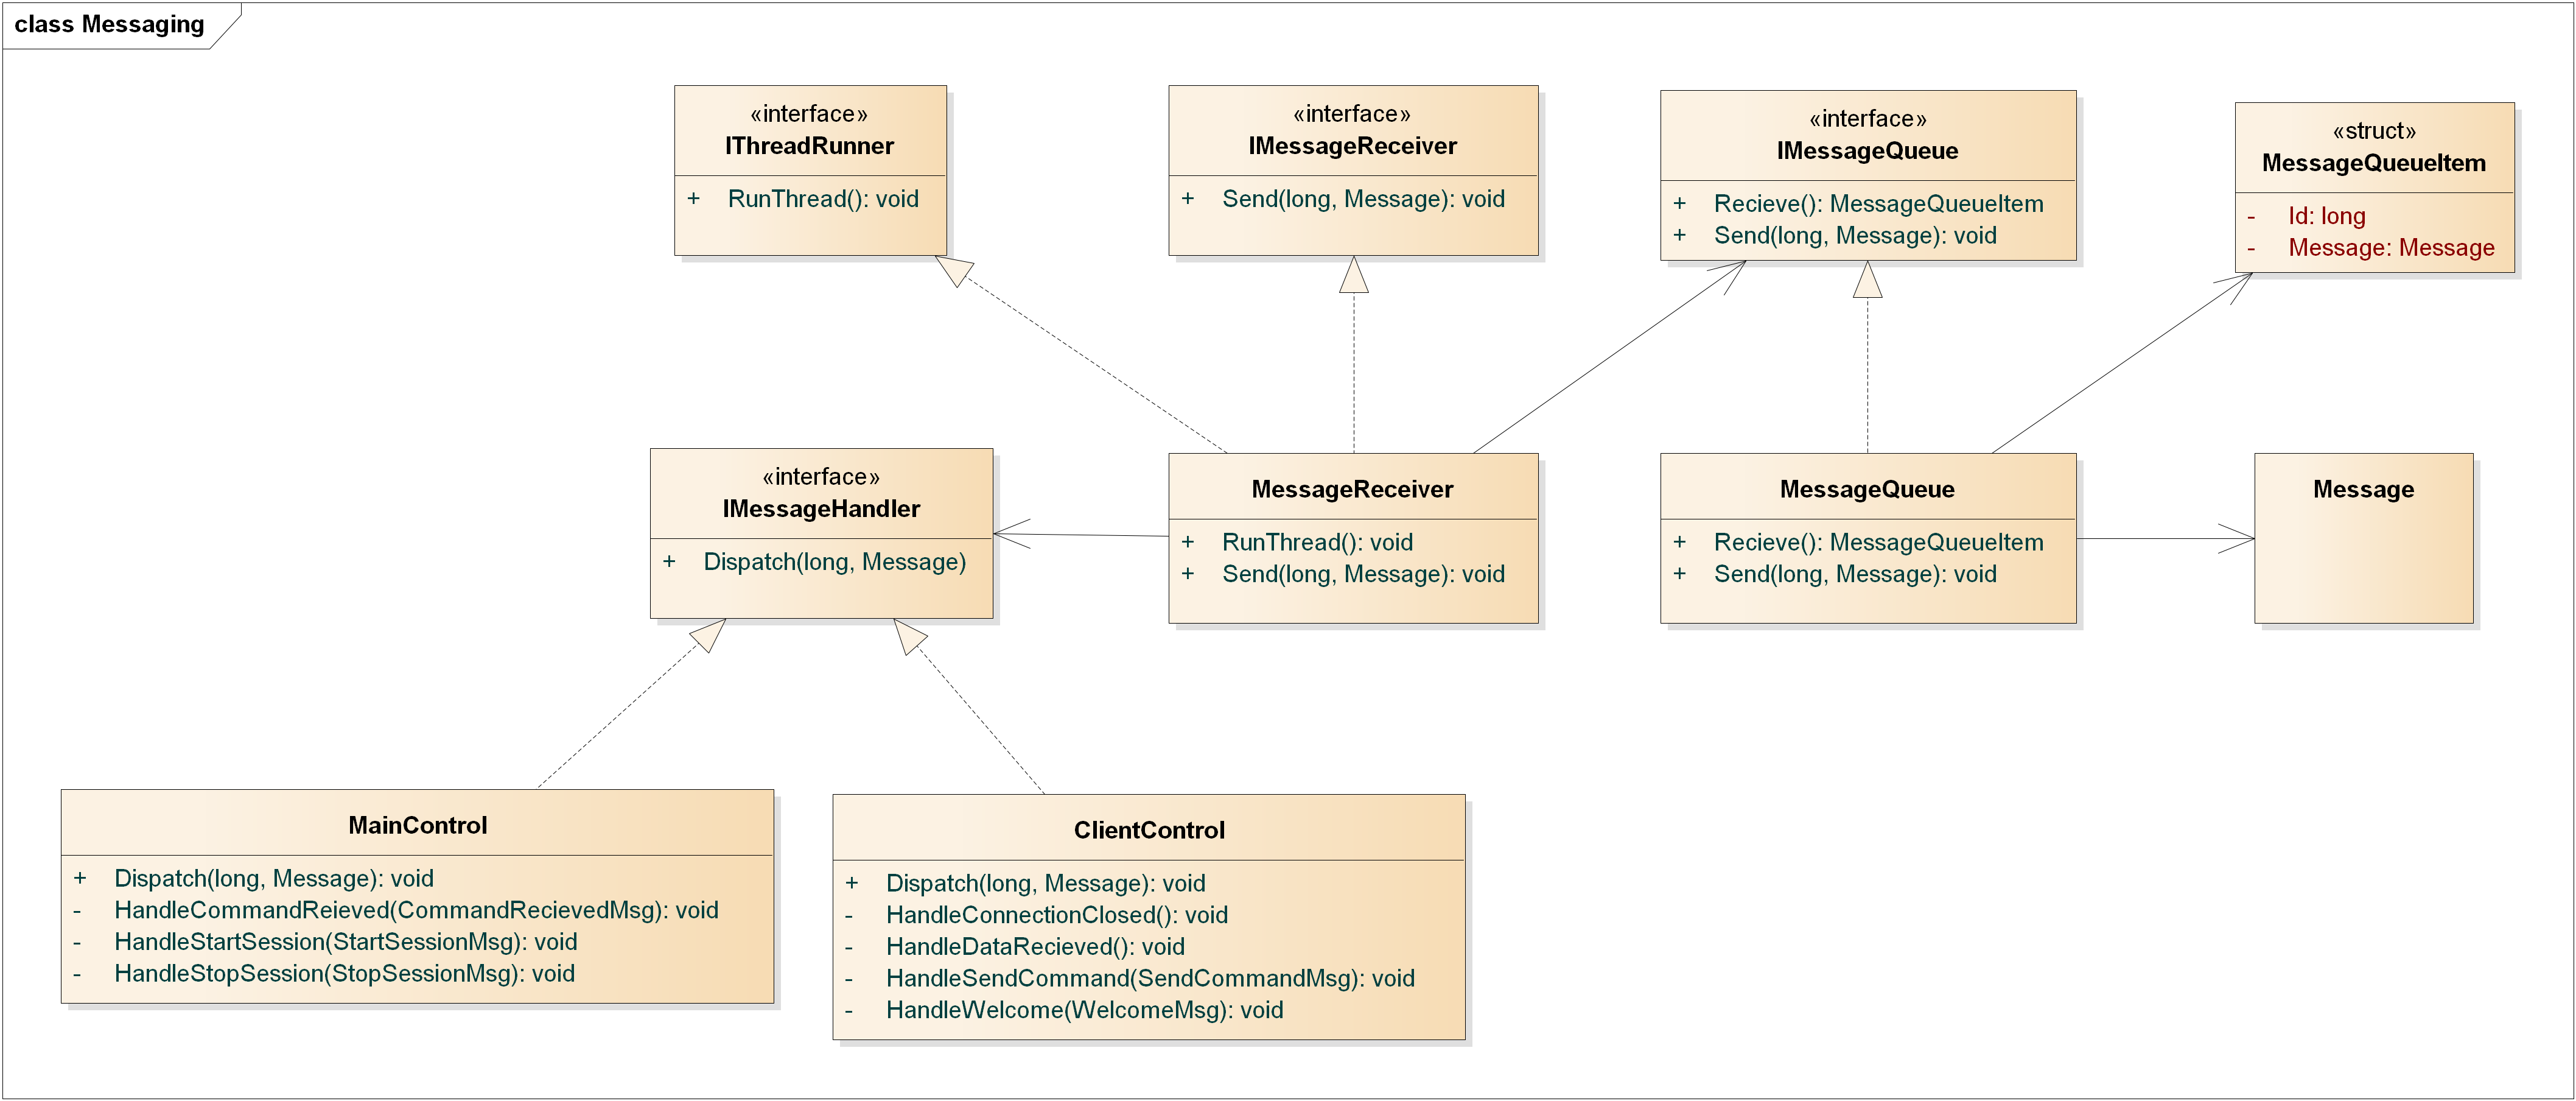 class Messaging
«interface»
IThreadRunner
+ RunThread(): void
«interface»
IMessageReceiver
+ Send(long, Message): void
«interface»
IMessageQueue
+ Recieve(): MessageQueueItem
+ Send(long, Message): void
«struct»
MessageQueueItem
- Id: long
- Message: Message
«interface»
IMessageHandler
+ Dispatch(long, Message)
MessageReceiver
+ RunThread(): void
+ Send(long, Message): void
MessageQueue
+ Recieve(): MessageQueueItem
+ Send(long, Message): void
Message
MainControl
+ Dispatch(long, Message): void
- HandleCommandReieved(CommandRecievedMsg): void
- HandleStartSession(StartSessionMsg): void
- HandleStopSession(StopSessionMsg): void
ClientControl
+ Dispatch(long, Message): void
- HandleConnectionClosed(): void
- HandleDataRecieved(): void
- HandleSendCommand(SendCommandMsg): void
- HandleWelcome(WelcomeMsg): void